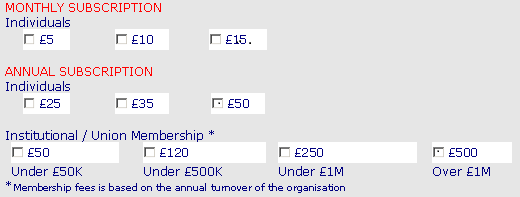 MONTHLY SUBSCRIPTION
Individuals
£5 £10 £15.
ANNUAL SUBSCRIPTION
Individuals
£25 £35 £50
Institutional / Union Membership *
£50 £120 £250 £500
Under £50K Under £500K Under £1M Over £1M
* Membership fees is based on the annual turnover of the organisation